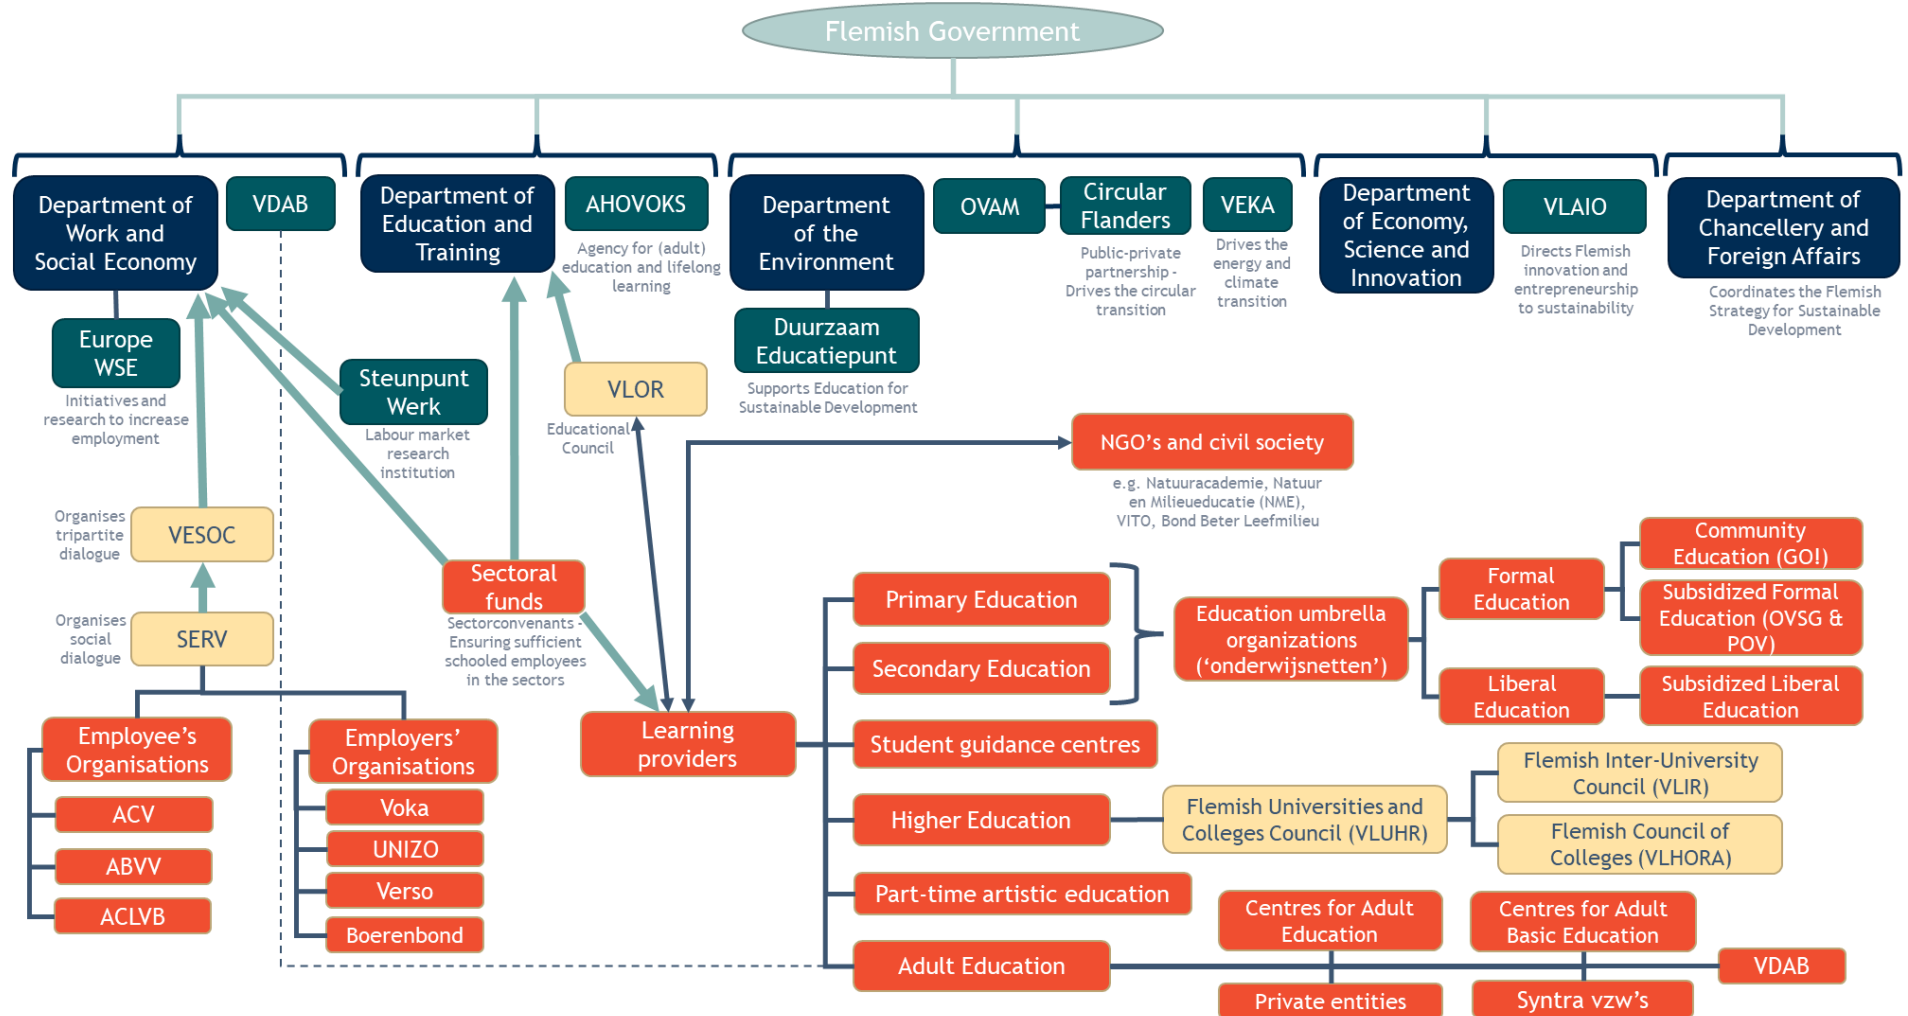 Flemish Government
Department of
Work and
Social Economy
VDAB
Department of
Education and
Training
AHOVOKS
Agency for (adult)
education and lifelong
learning
Department
of the
Environment
OVAM
Circular
Flanders
Public-private
partnership -
Drives the circular
transition
VEKA
Drives the
energy and
climate
transition
Department
of Economy,
Science and
Innovation
VLAIO
Directs Flemish
innovation and
entrepreneurship
to sustainability
Department of
Chancellery and
Foreign Affairs
Coordinates the Flemish
Strategy for Sustainable
Development
Europe
WSE
Initiatives and
research to increase
employment
Steunpunt
Werk
Labour market
research
institution
VLOR
Educational
Council
Duurzaam
Educatiepunt
Supports Education for
Sustainable Development
NGO's and civil society
e.g. Natuuracademie, Natuur
en Milieueducatie (NME),
VITO, Bond Beter Leefmilieu
Organises
tripartite
dialogue
VESOC
Organises
social
dialogue
SERV
Sectoral
funds
Sectorconvenants -
Ensuring sufficient
schooled employees
in the sectors
Employee's
Organisations
ACV
ABVV
ACLVB
Employers'
Organisations
Voka
UNIZO
Verso
Boerenbond
Learning
providers
Primary Education
Secondary Education
Student guidance centres
Higher Education
Part-time artistic education
Adult Education
Education umbrella
organizations
('onderwijsnetten')
Formal
Education
Community
Education (GO!)
Subsidized Formal
Education (OVSG &
POV)
Liberal
Education
Subsidized Liberal
Education
Flemish Universities and
Colleges Council (VLUHR)
Flemish Inter-University
Council (VLIR)
Flemish Council of
Colleges (VLHORA)
Centres for Adult
Education
Centres for Adult
Basic Education
VDAB
Private entities
Syntra vzw's